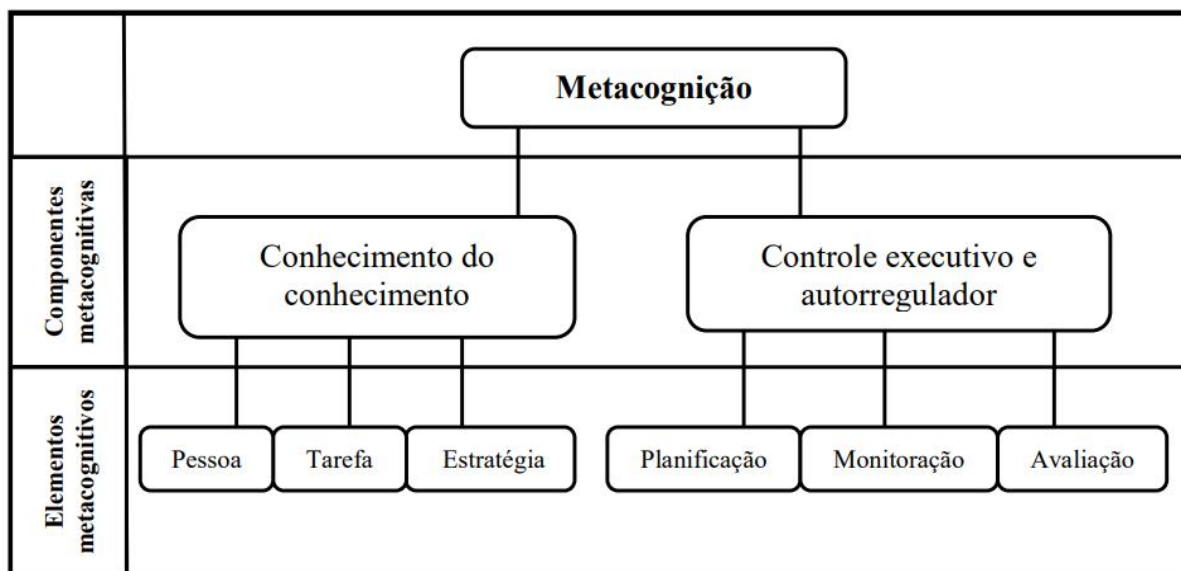 Metacognição
Componentes
metacognitivas
Conhecimento do
conhecimento
Controle executivo e
autorregulador
Elementos
metacognitivos
Pessoa
Tarefa
Estratégia
Planificação
Monitoração
Avaliação